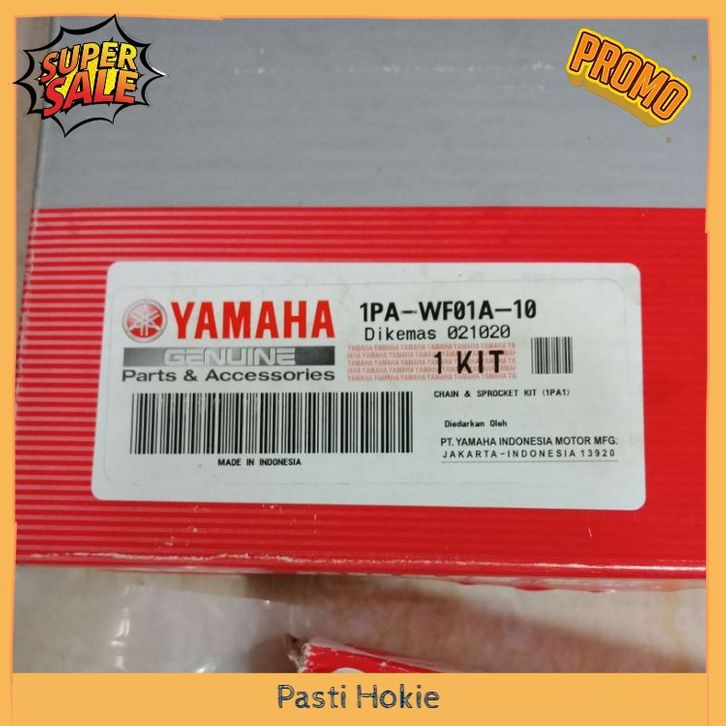 SUPER
SALE
PROMO
YAMAHA
GENUINE
Parts & Accessories
1PA-WF01A-10
Dikemas 021020
1 KIT
CHAIN & SPROCKET KIT (1PA1)
Diedarkan Oleh
PT. YAMAHA INDONESIA MOTOR MFG.
JAKARTA-INDONESIA 13920
MADE IN INDONESIA
Pasti Hokie